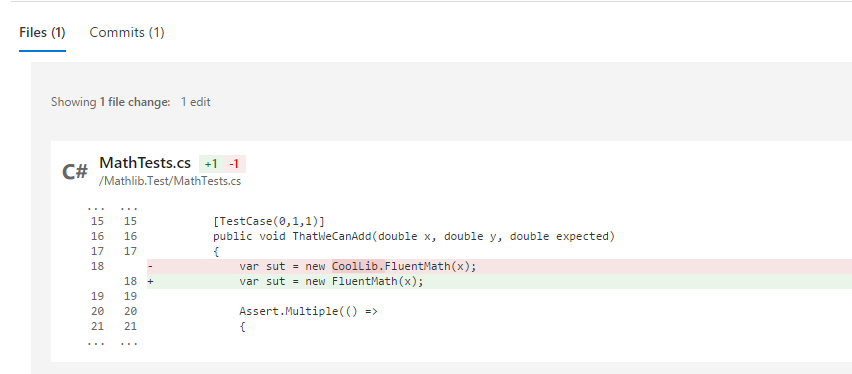 Files (1) Commits (1)
Showing 1 file change: 1 edit
C# MathTests.cs +1 -1
/Mathlib.Test/MathTests.cs
... ...
15 15 [TestCase(0,1,1)]
16 16 public void ThatWeCanAdd(double x, double y, double expected)
17 17 {
18 - var sut = new CoolLib.FluentMath(x);
18 + var sut = new FluentMath(x);
19 19
20 20 Assert.Multiple(() =>
21 21 {
... ...